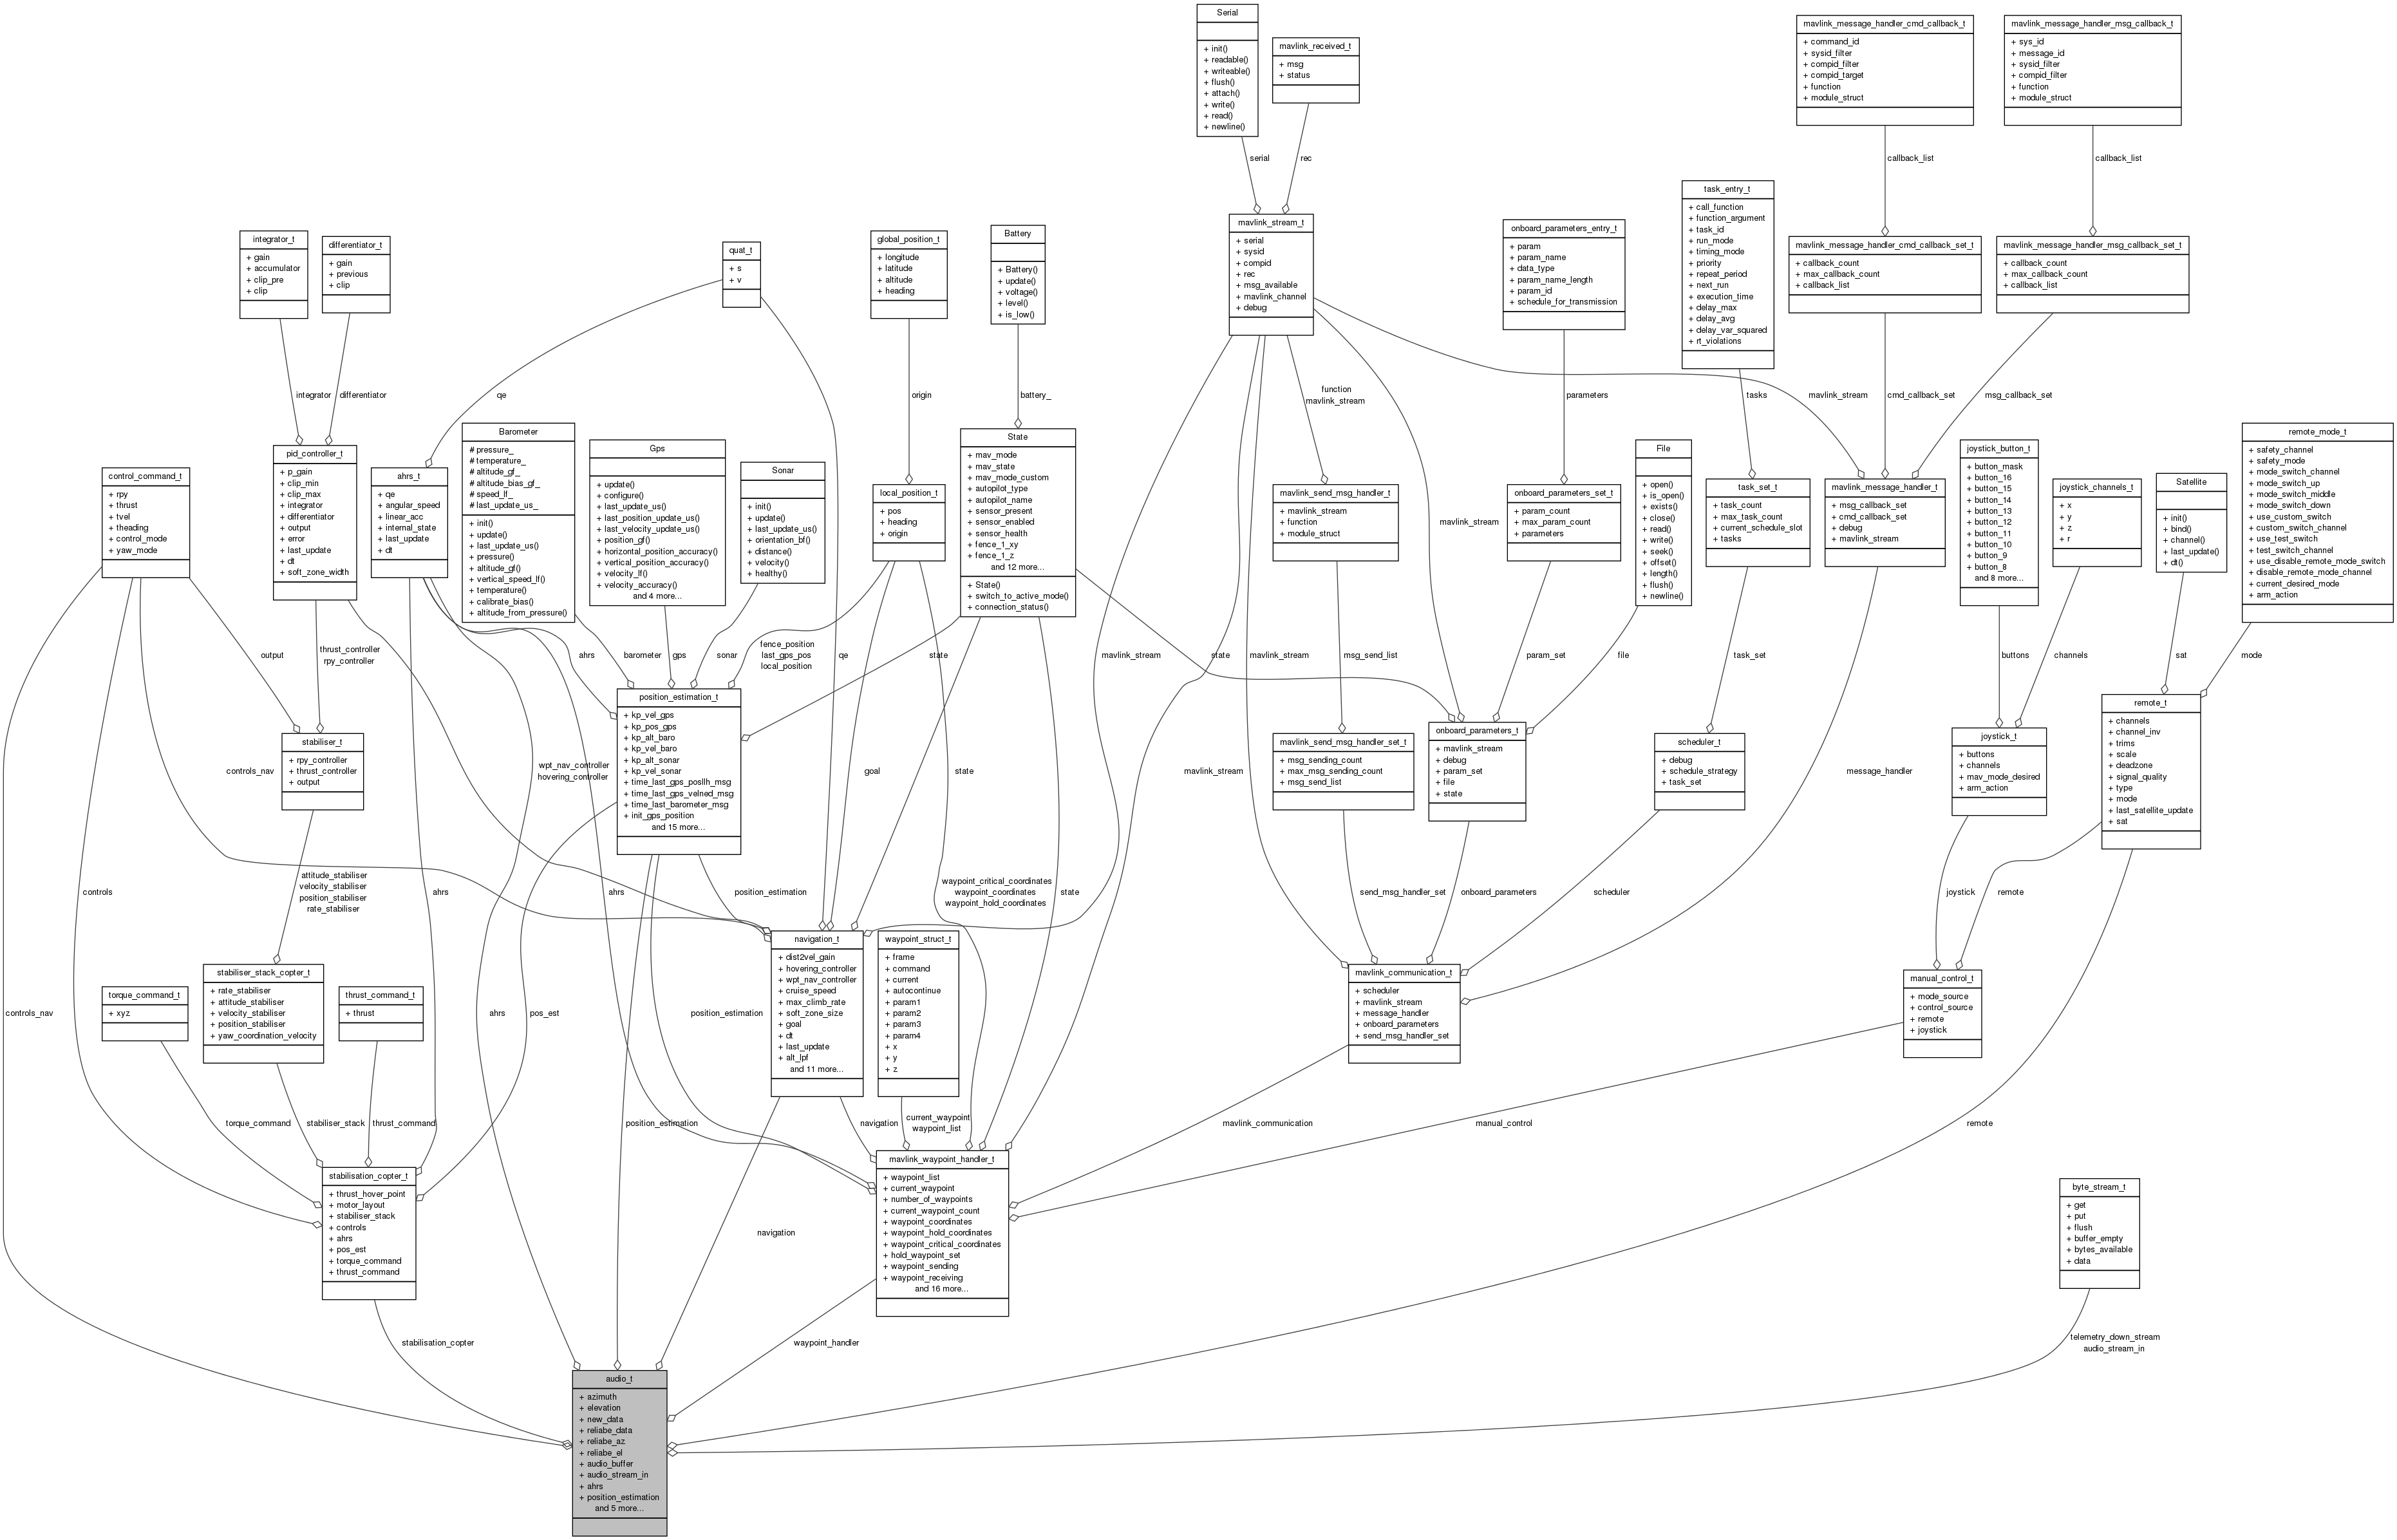 Serial
+ init()
+ readable()
+ writeable()
+ flush()
+ attach()
+ write()
+ read()
+ newline()
mavlink_received_t
+ msg
+ status
mavlink_message_handler_cmd_callback_t
+ command_id
+ sysid_filter
+ compid_filter
+ compid_target
+ function
+ module_struct
mavlink_message_handler_msg_callback_t
+ sys_id
+ message_id
+ sysid_filter
+ compid_filter
+ function
+ module_struct
serial
rec
callback_list
callback_list
task_entry_t
+ call_function
+ function_argument
+ task_id
+ run_mode
+ timing_mode
+ priority
+ repeat_period
+ next_run
+ execution_time
+ delay_max
+ delay_avg
+ delay_var_squared
+ rt_violations
integrator_t
+ gain
+ accumulator
+ clip_pre
+ clip
differentiator_t
+ gain
+ previous
+ clip
quat_t
+ s
+ v
global_position_t
+ longitude
+ latitude
+ altitude
+ heading
Battery
+ Battery()
+ update()
+ voltage()
+ level()
+ is_low()
mavlink_stream_t
+ serial
+ sysid
+ compid
+ rec
+ msg_available
+ mavlink_channel
+ debug
onboard_parameters_entry_t
+ param
+ param_name
+ data_type
+ param_name_length
+ param_id
+ schedule_for_transmission
mavlink_message_handler_cmd_callback_set_t
+ callback_count
+ max_callback_count
+ callback_list
mavlink_message_handler_msg_callback_set_t
+ callback_count
+ max_callback_count
+ callback_list
integrator
differentiator
qe
origin
battery_
function
mavlink_stream
parameters
tasks
mavlink_stream
cmd_callback_set
msg_callback_set
control_command_t
+ rpy
+ thrust
+ tvel
+ theading
+ control_mode
+ yaw_mode
pid_controller_t
+ p_gain
+ clip_min
+ clip_max
+ integrator
+ differentiator
+ output
+ error
+ last_update
+ dt
+ soft_zone_width
ahrs_t
+ qe
+ angular_speed
+ linear_acc
+ internal_state
+ last_update
+ dt
Barometer
# pressure_
# temperature_
# altitude_gf_
# altitude_bias_gf_
# speed_lf_
# last_update_us_
+ init()
+ update()
+ last_update_us()
+ pressure()
+ altitude_gf()
+ vertical_speed_lf()
+ temperature()
+ calibrate_bias()
+ altitude_from_pressure()
Gps
+ update()
+ configure()
+ last_update_us()
+ last_position_update_us()
+ last_velocity_update_us()
+ position_gf()
+ horizontal_position_accuracy()
+ vertical_position_accuracy()
+ velocity_lf()
+ velocity_accuracy()
and 4 more...
Sonar
+ init()
+ update()
+ last_update_us()
+ orientation_bf()
+ distance()
+ velocity()
+ healthy()
local_position_t
+ pos
+ heading
+ origin
State
+ mav_mode
+ mav_state
+ mav_mode_custom
+ autopilot_type
+ autopilot_name
+ sensor_present
+ sensor_enabled
+ sensor_health
+ fence_1_xy
+ fence_1_z
and 12 more...
+ State()
+ switch_to_active_mode()
+ connection_status()
mavlink_send_msg_handler_t
+ mavlink_stream
+ function
+ module_struct
mavlink_stream
onboard_parameters_set_t
+ param_count
+ max_param_count
+ parameters
File
+ open()
+ is_open()
+ exists()
+ close()
+ read()
+ write()
+ seek()
+ offset()
+ length()
+ flush()
+ newline()
task_set_t
+ task_count
+ max_task_count
+ current_schedule_slot
+ tasks
mavlink_message_handler_t
+ msg_callback_set
+ cmd_callback_set
+ debug
+ mavlink_stream
joystick_button_t
+ button_mask
+ button_16
+ button_15
+ button_14
+ button_13
+ button_12
+ button_11
+ button_10
+ button_9
+ button_8
and 8 more...
joystick_channels_t
+ x
+ y
+ z
+ r
Satellite
+ init()
+ bind()
+ channel()
+ last_update()
+ dt()
remote_mode_t
+ safety_channel
+ safety_mode
+ mode_switch_channel
+ mode_switch_up
+ mode_switch_middle
+ mode_switch_down
+ use_custom_switch
+ custom_switch_channel
+ use_test_switch
+ test_switch_channel
+ use_disable_remote_mode_switch
+ disable_remote_mode_channel
+ current_desired_mode
+ arm_action
output
thrust_controller
rpy_controller
ahrs
barometer
gps
sonar
fence_position
last_gps_pos
local_position
qe
state
mavlink_stream
state
mavlink_stream
msg_send_list
param_set
file
task_set
buttons
channels
sat
mode
stabiliser_t
+ rpy_controller
+ thrust_controller
+ output
position_estimation_t
+ kp_vel_gps
+ kp_pos_gps
+ kp_alt_baro
+ kp_vel_baro
+ kp_alt_sonar
+ kp_vel_sonar
+ time_last_gps_posllh_msg
+ time_last_gps_velned_msg
+ time_last_barometer_msg
+ init_gps_position
and 15 more...
mavlink_send_msg_handler_set_t
+ msg_sending_count
+ max_msg_sending_count
+ msg_send_list
onboard_parameters_t
+ mavlink_stream
+ debug
+ param_set
+ file
+ state
scheduler_t
+ debug
+ schedule_strategy
+ task_set
joystick_t
+ buttons
+ channels
+ mav_mode_desired
+ arm_action
remote_t
+ channels
+ channel_inv
+ trims
+ scale
+ deadzone
+ signal_quality
+ type
+ mode
+ last_satellite_update
+ sat
controls_nav
wpt_nav_controller
hovering_controller
goal
state
mavlink_stream
message_handler
controls
attitude_stabiliser
velocity_stabiliser
position_stabiliser
rate_stabiliser
ahrs
ahrs
position_estimation
waypoint_critical_coordinates
waypoint_coordinates
waypoint_hold_coordinates
state
send_msg_handler_set
onboard_parameters
scheduler
joystick
remote
torque_command_t
+ xyz
stabiliser_stack_copter_t
+ rate_stabiliser
+ attitude_stabiliser
+ velocity_stabiliser
+ position_stabiliser
+ yaw_coordination_velocity
thrust_command_t
+ thrust
navigation_t
+ dist2vel_gain
+ hovering_controller
+ wpt_nav_controller
+ cruise_speed
+ max_climb_rate
+ soft_zone_size
+ goal
+ dt
+ last_update
+ alt_lpf
and 11 more...
waypoint_struct_t
+ frame
+ command
+ current
+ autocontinue
+ param1
+ param2
+ param3
+ param4
+ x
+ y
+ z
mavlink_communication_t
+ scheduler
+ mavlink_stream
+ message_handler
+ onboard_parameters
+ send_msg_handler_set
manual_control_t
+ mode_source
+ control_source
+ remote
+ joystick
controls_nav
ahrs
pos_est
position_estimation
torque_command
stabiliser_stack
thrust_command
position_estimation
navigation
current_waypoint
waypoint_list
mavlink_communication
manual_control
remote
stabilisation_copter_t
+ thrust_hover_point
+ motor_layout
+ stabiliser_stack
+ controls
+ ahrs
+ pos_est
+ torque_command
+ thrust_command
navigation
mavlink_waypoint_handler_t
+ waypoint_list
+ current_waypoint
+ number_of_waypoints
+ current_waypoint_count
+ waypoint_coordinates
+ waypoint_hold_coordinates
+ waypoint_critical_coordinates
+ hold_waypoint_set
+ waypoint_sending
+ waypoint_receiving
and 16 more...
byte_stream_t
+ get
+ put
+ flush
+ buffer_empty
+ bytes_available
+ data
stabilisation_copter
waypoint_handler
telemetry_down_stream
audio_stream_in
audio_t
+ azimuth
+ elevation
+ new_data
+ reliabe_data
+ reliabe_az
+ reliabe_el
+ audio_buffer
+ audio_stream_in
+ ahrs
+ position_estimation
and 5 more...